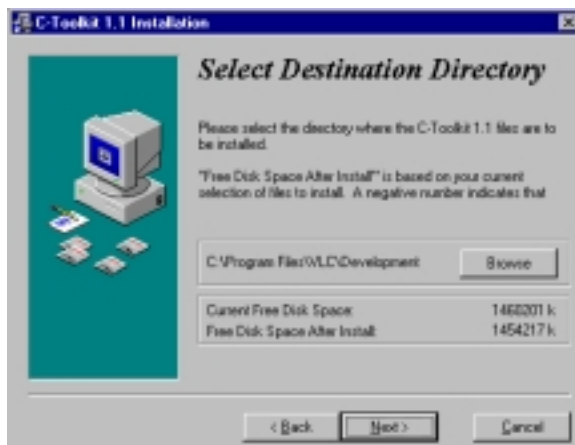 C-Toolkit 1.1 Installation
Select Destination Directory
Please select the directory where the C-Toolkit 1.1 files are to
be installed.
"Free Disk Space After Install" is based on your current
selection of files to install. A negative number indicates that
C:\Program Files\VLC\Development
Browse
Current Free Disk Space: 1460201 k
Free Disk Space After Install: 1454217 k
< Back
Next >
Cancel